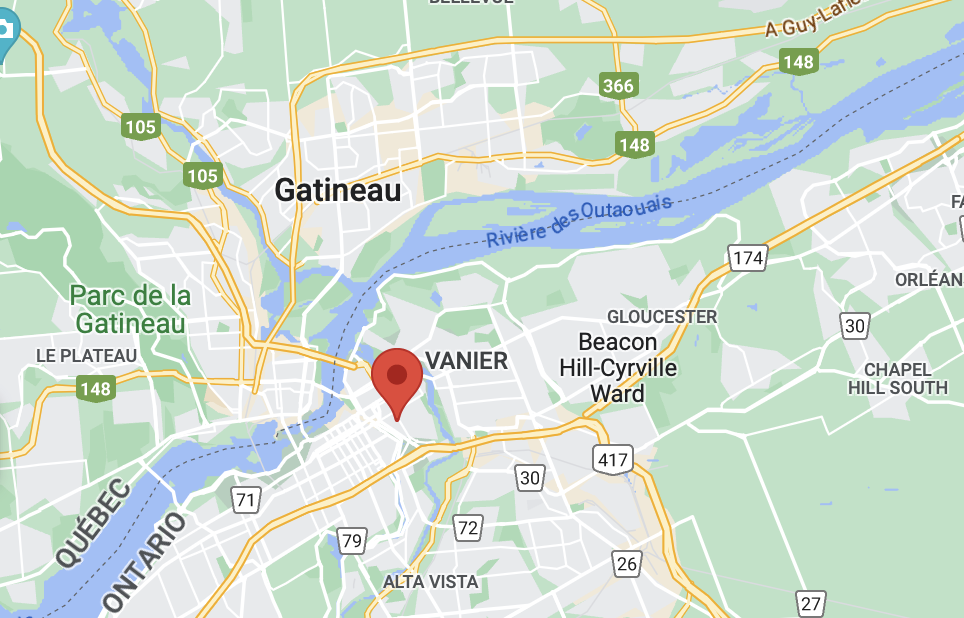 BELLEVUE
A Guy-Lafle
148
366
105
148
105
Gatineau
Rivière des Outaouais
FA
174
ORLÉAN
Parc de la
Gatineau
GLOUCESTER
30
Beacon
Hill-Cyrville
Ward
LE PLATEAU
VANIER
CHAPEL
HILL SOUTH
148
417
30
71
QUÉBEC
ONTARIO
72
79
26
ALTA VISTA
27